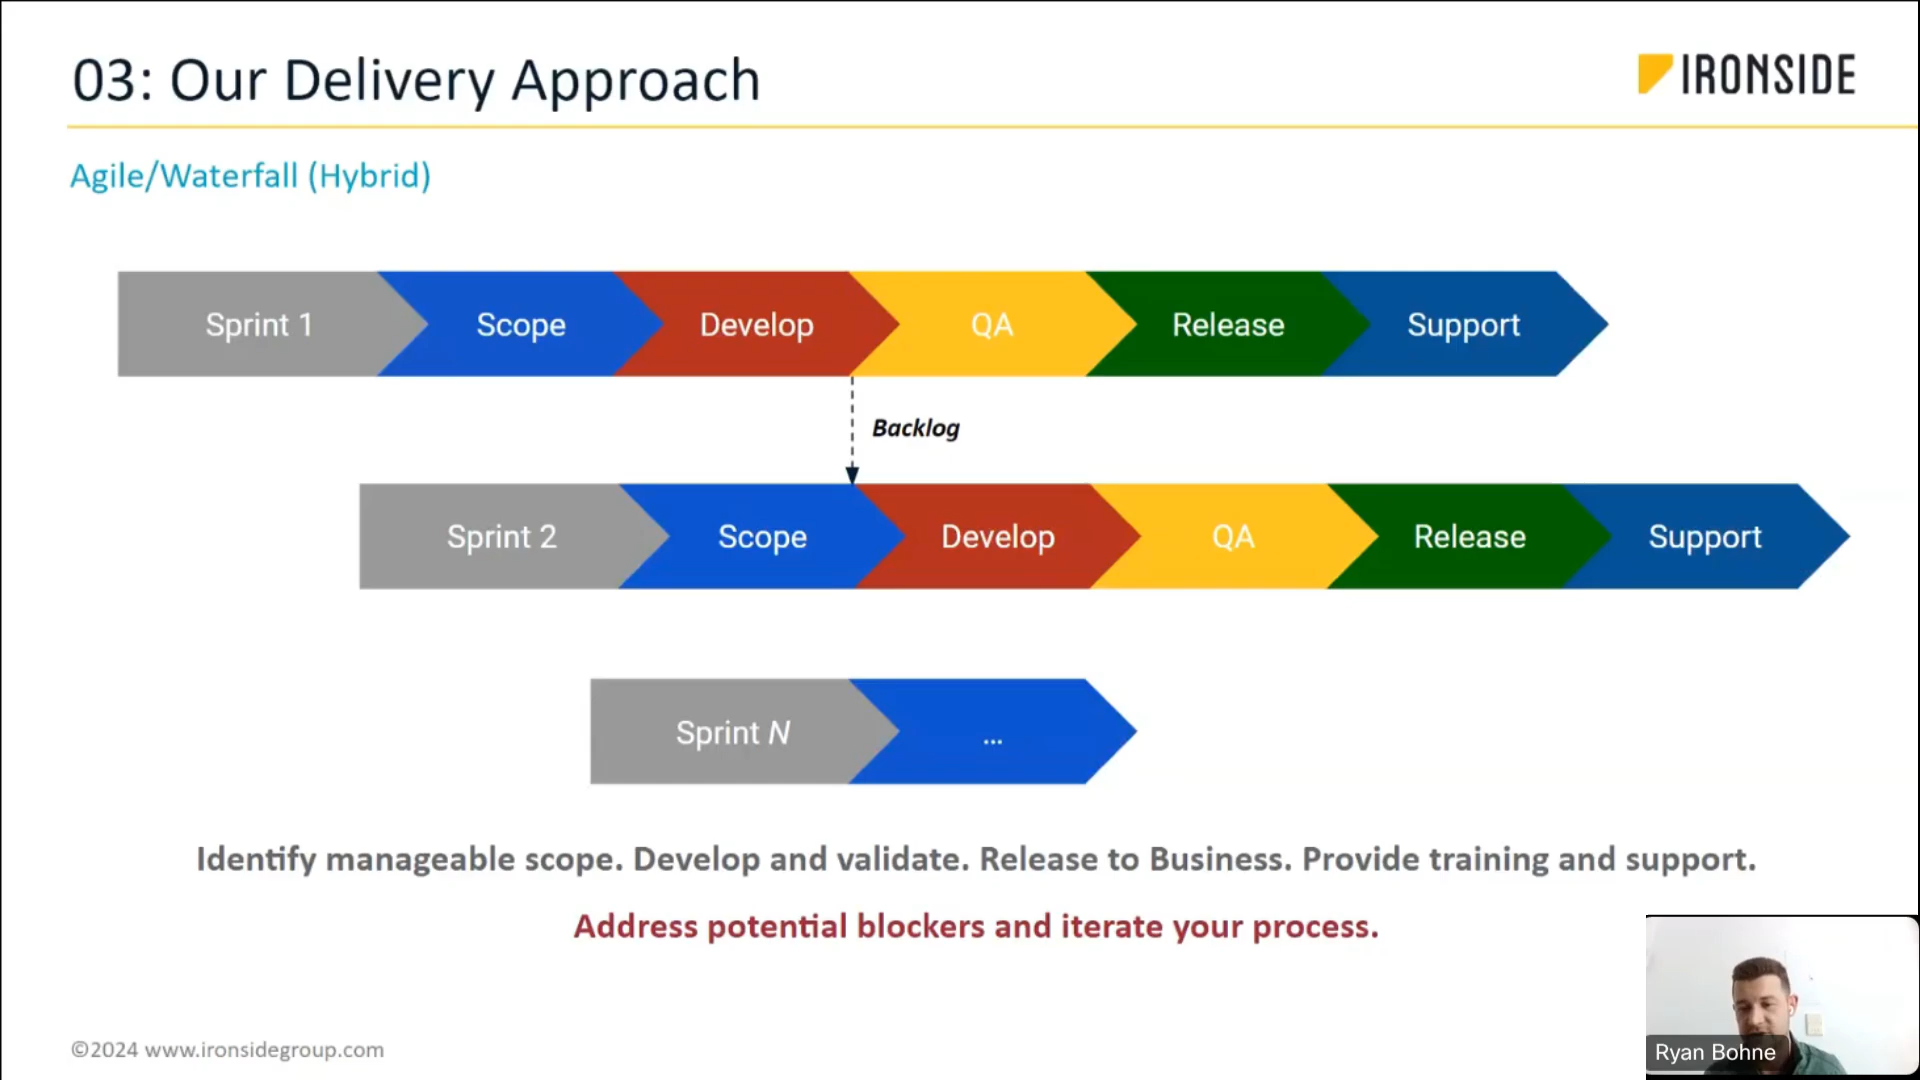 03: Our Delivery Approach
IRONSIDE
Agile/Waterfall (Hybrid)
Sprint 1 Scope Develop QA Release Support
Backlog
Sprint 2 Scope Develop QA Release Support
Sprint N ...
Identify manageable scope. Develop and validate. Release to Business. Provide training and support.
Address potential blockers and iterate your process.
©2024 www.ironsidegroup.com
Ryan Bohne